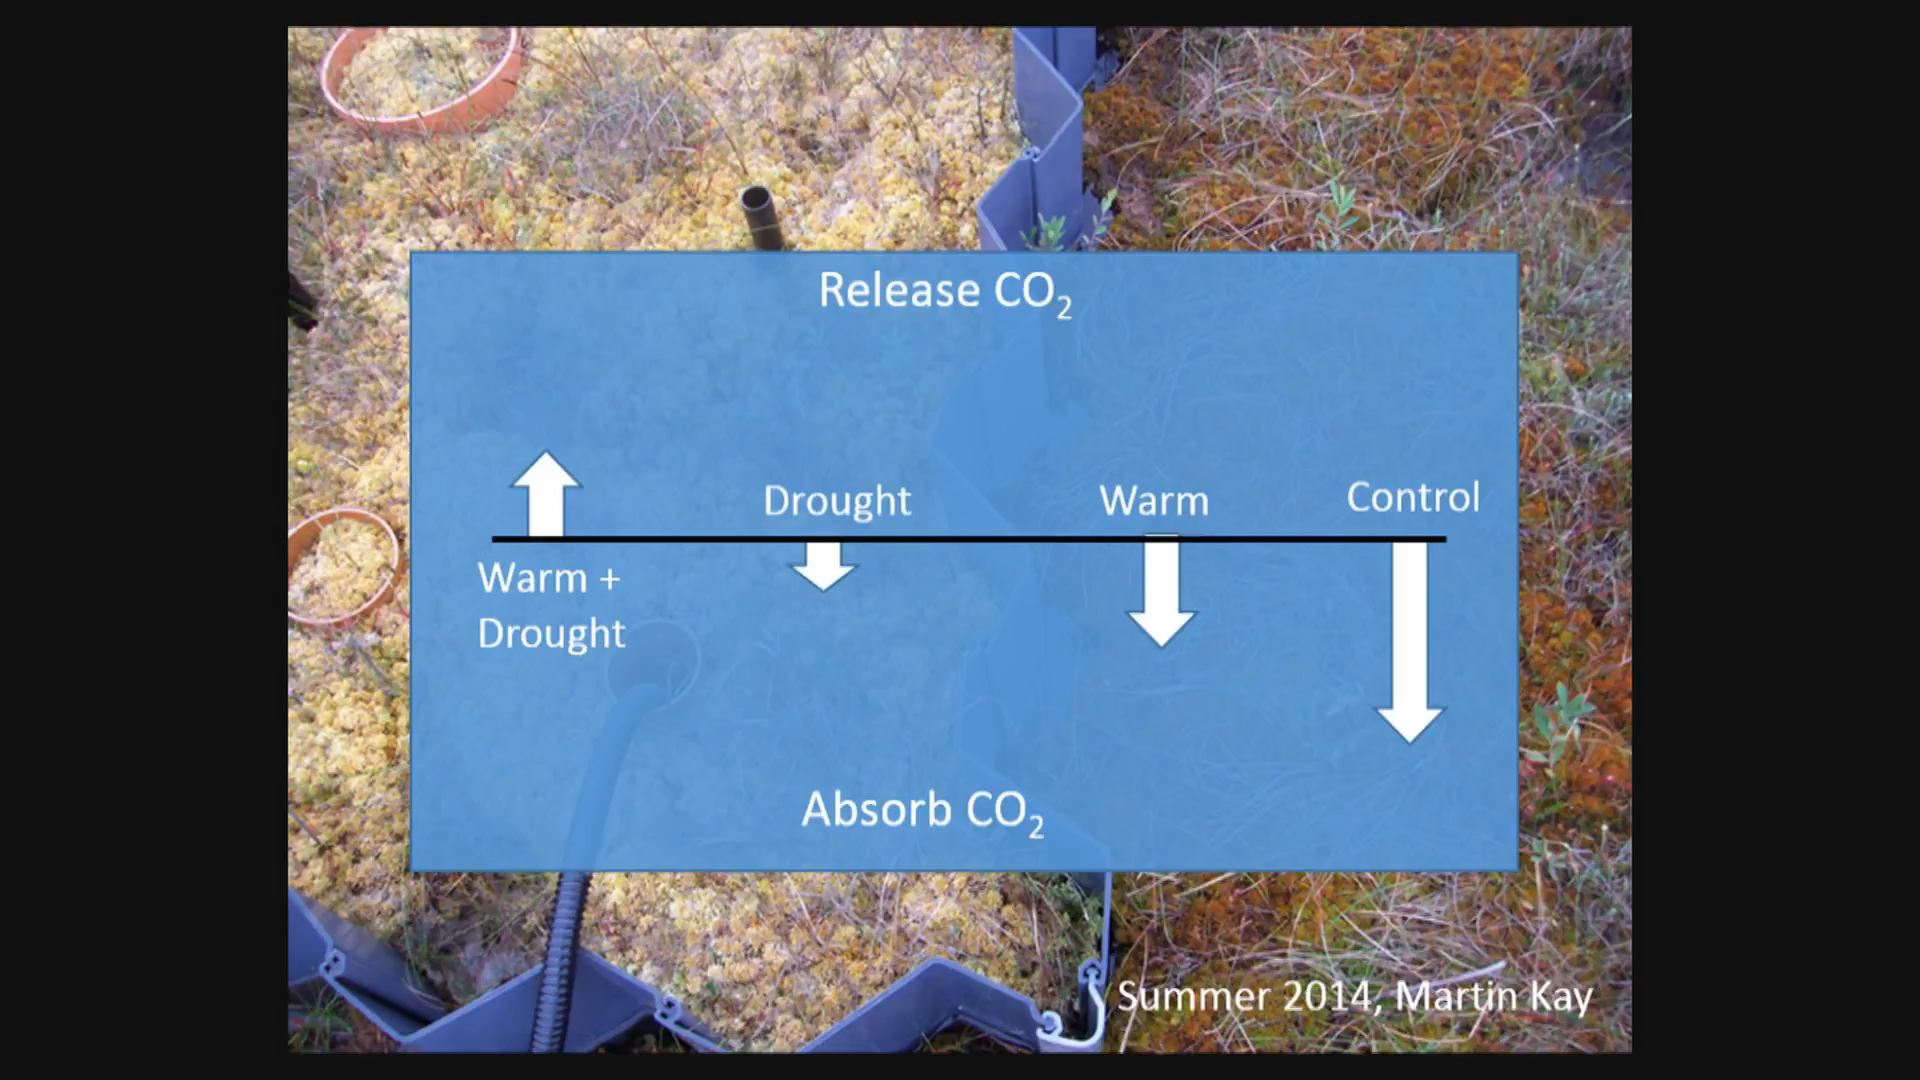 Release CO₂
Drought
Warm
Control
Warm +
Drought
Absorb CO₂
Summer 2014, Martin Kay